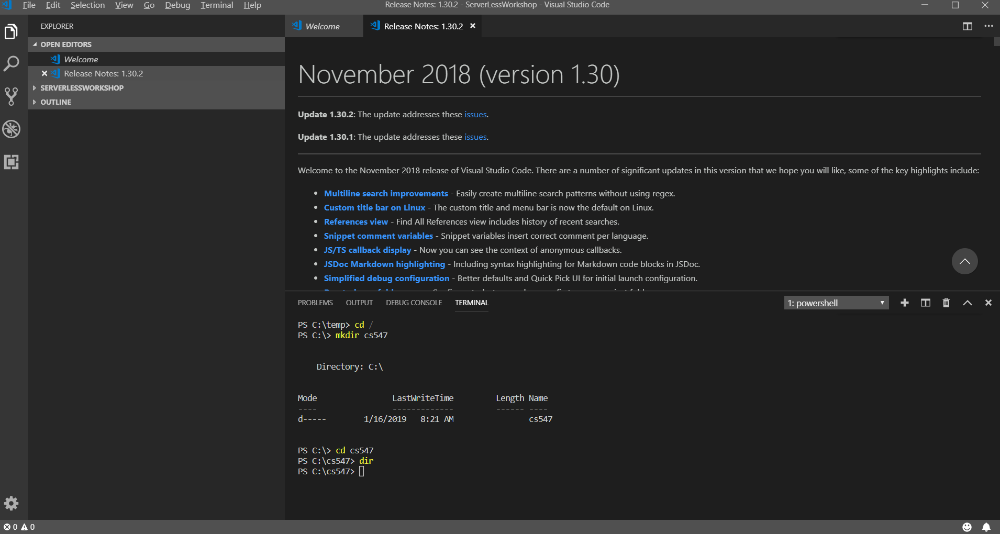 File Edit Selection View Go Debug Terminal Help
Release Notes: 1.30.2 - ServerLessWorkshop - Visual Studio Code
EXPLORER
OPEN EDITORS
Welcome
Release Notes: 1.30.2
SERVERLESSWORKSHOP
OUTLINE
Welcome
Release Notes: 1.30.2
November 2018 (version 1.30)
Update 1.30.2: The update addresses these issues.
Update 1.30.1: The update addresses these issues.
Welcome to the November 2018 release of Visual Studio Code. There are a number of significant updates in this version that we hope you will like, some of the key highlights include:
Multiline search improvements - Easily create multiline search patterns without using regex.
Custom title bar on Linux - The custom title and menu bar is now the default on Linux.
References view - Find All References view includes history of recent searches.
Snippet comment variables - Snippet variables insert correct comment per language.
JS/TS callback display - Now you can see the context of anonymous callbacks.
JSDoc Markdown highlighting - Including syntax highlighting for Markdown code blocks in JSDoc.
Simplified debug configuration - Better defaults and Quick Pick UI for initial launch configuration.
PROBLEMS OUTPUT DEBUG CONSOLE TERMINAL
1: powershell
PS C:\temp> cd /
PS C:\> mkdir cs547
Directory: C:\
Mode LastWriteTime Length Name
---- ------------- ------ ----
d----- 1/16/2019 8:21 AM cs547
PS C:\> cd cs547
PS C:\cs547> dir
PS C:\cs547>
0 0